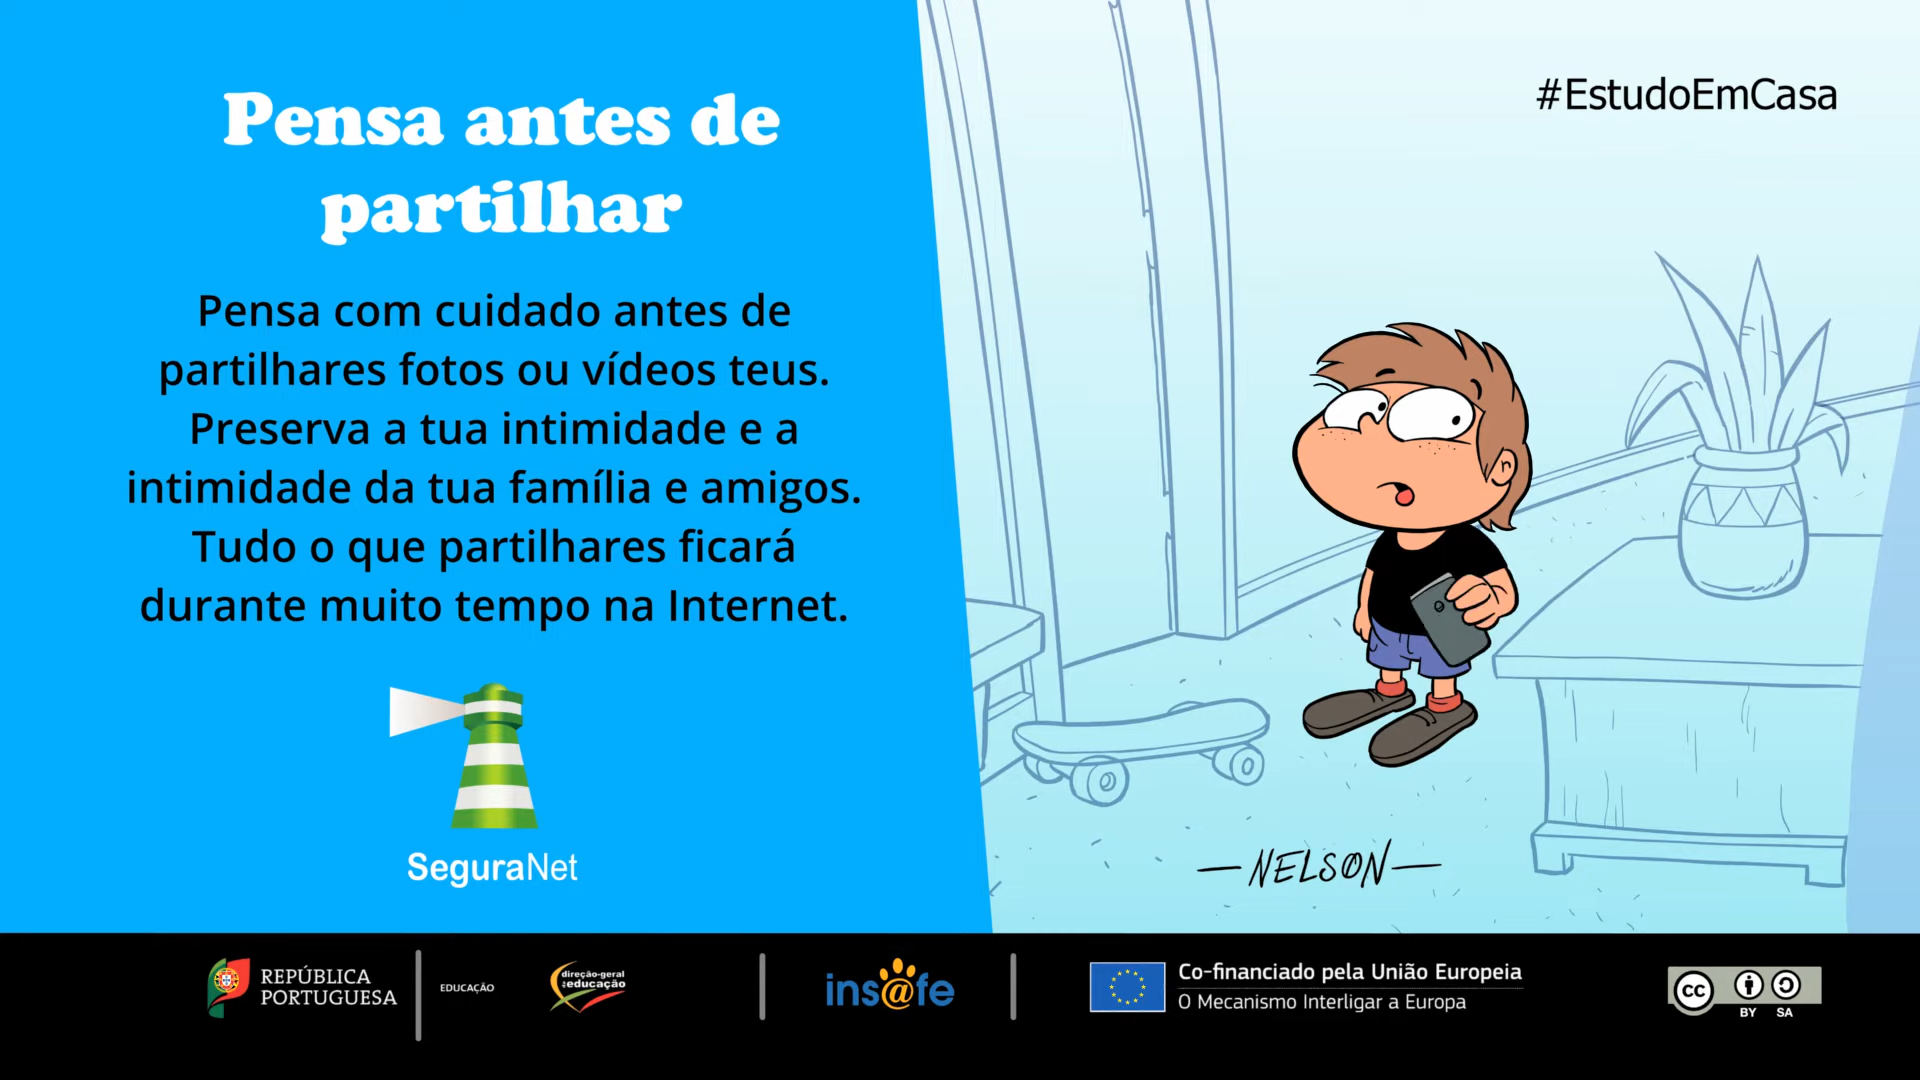 #EstudoEmCasa
Pensa antes de
partilhar
Pensa com cuidado antes de
partilhares fotos ou vídeos teus.
Preserva a tua intimidade e a
intimidade da tua família e amigos.
Tudo o que partilhares ficará
durante muito tempo na Internet.
SeguraNet
NELSON
REPÚBLICA
PORTUGUESA
EDUCAÇÃO
direção-geral
da educação
ins@fe
Co-financiado pela União Europeia
O Mecanismo Interligar a Europa
cc
BY SA